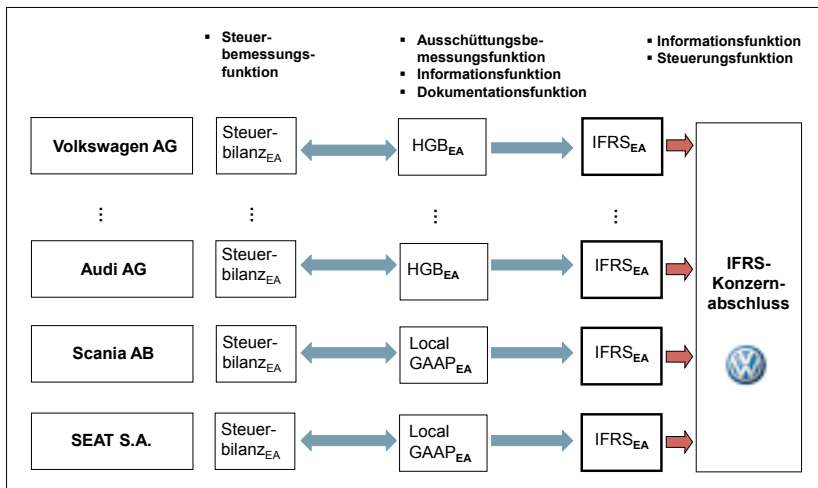 ▪ Steuer-
bemessungs-
funktion
▪ Ausschüttungsbe-
messungsfunktion
▪ Informationsfunktion
▪ Dokumentationsfunktion
▪ Informationsfunktion
▪ Steuerungsfunktion
Volkswagen AG
Steuer-
bilanzEA
HGBEA
IFRSEA
⋮ ⋮ ⋮ ⋮
Audi AG
Steuer-
bilanzEA
HGBEA
IFRSEA
Scania AB
Steuer-
bilanzEA
Local
GAAPEA
IFRSEA
SEAT S.A.
Steuer-
bilanzEA
Local
GAAPEA
IFRSEA
IFRS-
Konzern-
abschluss
VW